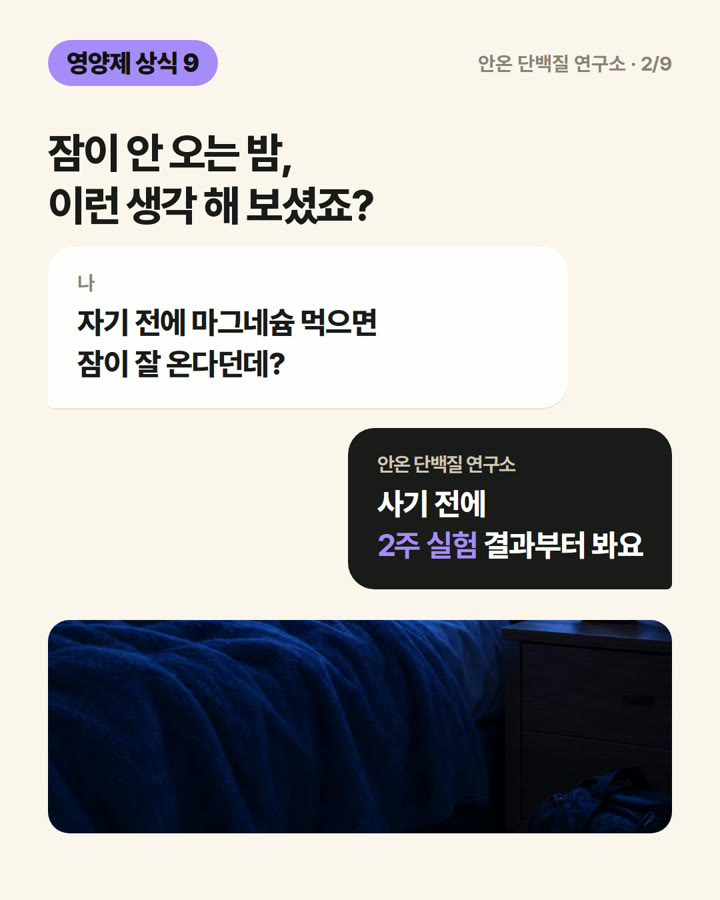 영양제 상식 9
안온 단백질 연구소 · 2/9
잠이 안 오는 밤,
이런 생각 해 보셨죠?
나
자기 전에 마그네슘 먹으면
잠이 잘 온다던데?
안온 단백질 연구소
사기 전에
2주 실험 결과부터 봐요